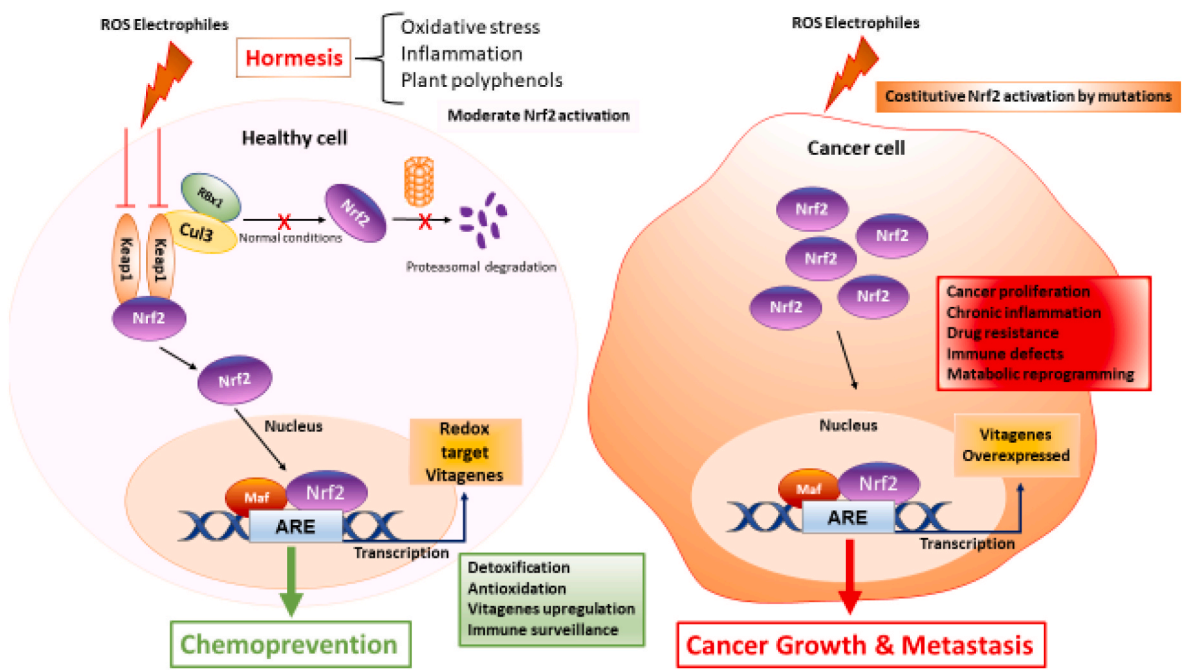 ROS Electrophiles
Hormesis
Oxidative stress
Inflammation
Plant polyphenols
Moderate Nrf2 activation
Healthy cell
RBx1
Cul3
Keap1
Keap1
Nrf2
Normal conditions
Nrf2
Proteasomal degradation
Nrf2
Nucleus
Redox
target
Vitagenes
Maf
Nrf2
ARE
Transcription
Detoxification
Antioxidation
Vitagenes upregulation
Immune surveillance
Chemoprevention
ROS Electrophiles
Costitutive Nrf2 activation by mutations
Cancer cell
Nrf2
Nrf2
Nrf2
Nrf2
Nrf2
Cancer proliferation
Chronic inflammation
Drug resistance
Immune defects
Matabolic reprogramming
Nucleus
Vitagenes
Overexpressed
Maf
Nrf2
ARE
Transcription
Cancer Growth & Metastasis